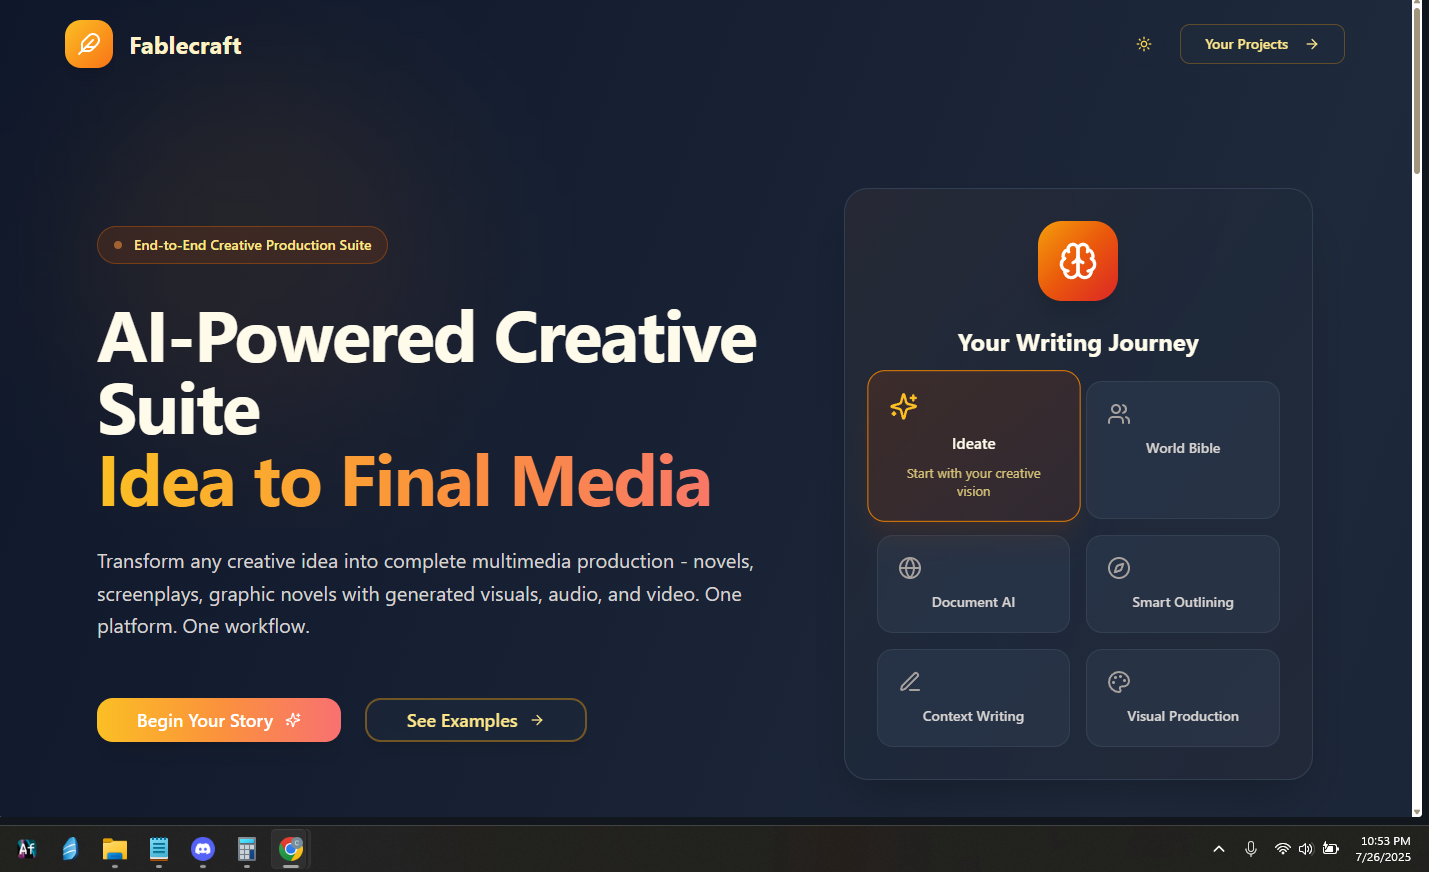 Fablecraft
Your Projects
End-to-End Creative Production Suite
AI-Powered Creative
Suite
Idea to Final Media
Transform any creative idea into complete multimedia production - novels,
screenplays, graphic novels with generated visuals, audio, and video. One
platform. One workflow.
Begin Your Story
See Examples
Your Writing Journey
Ideate
Start with your creative
vision
World Bible
Document AI
Smart Outlining
Context Writing
Visual Production
Af
10:53 PM
7/26/2025